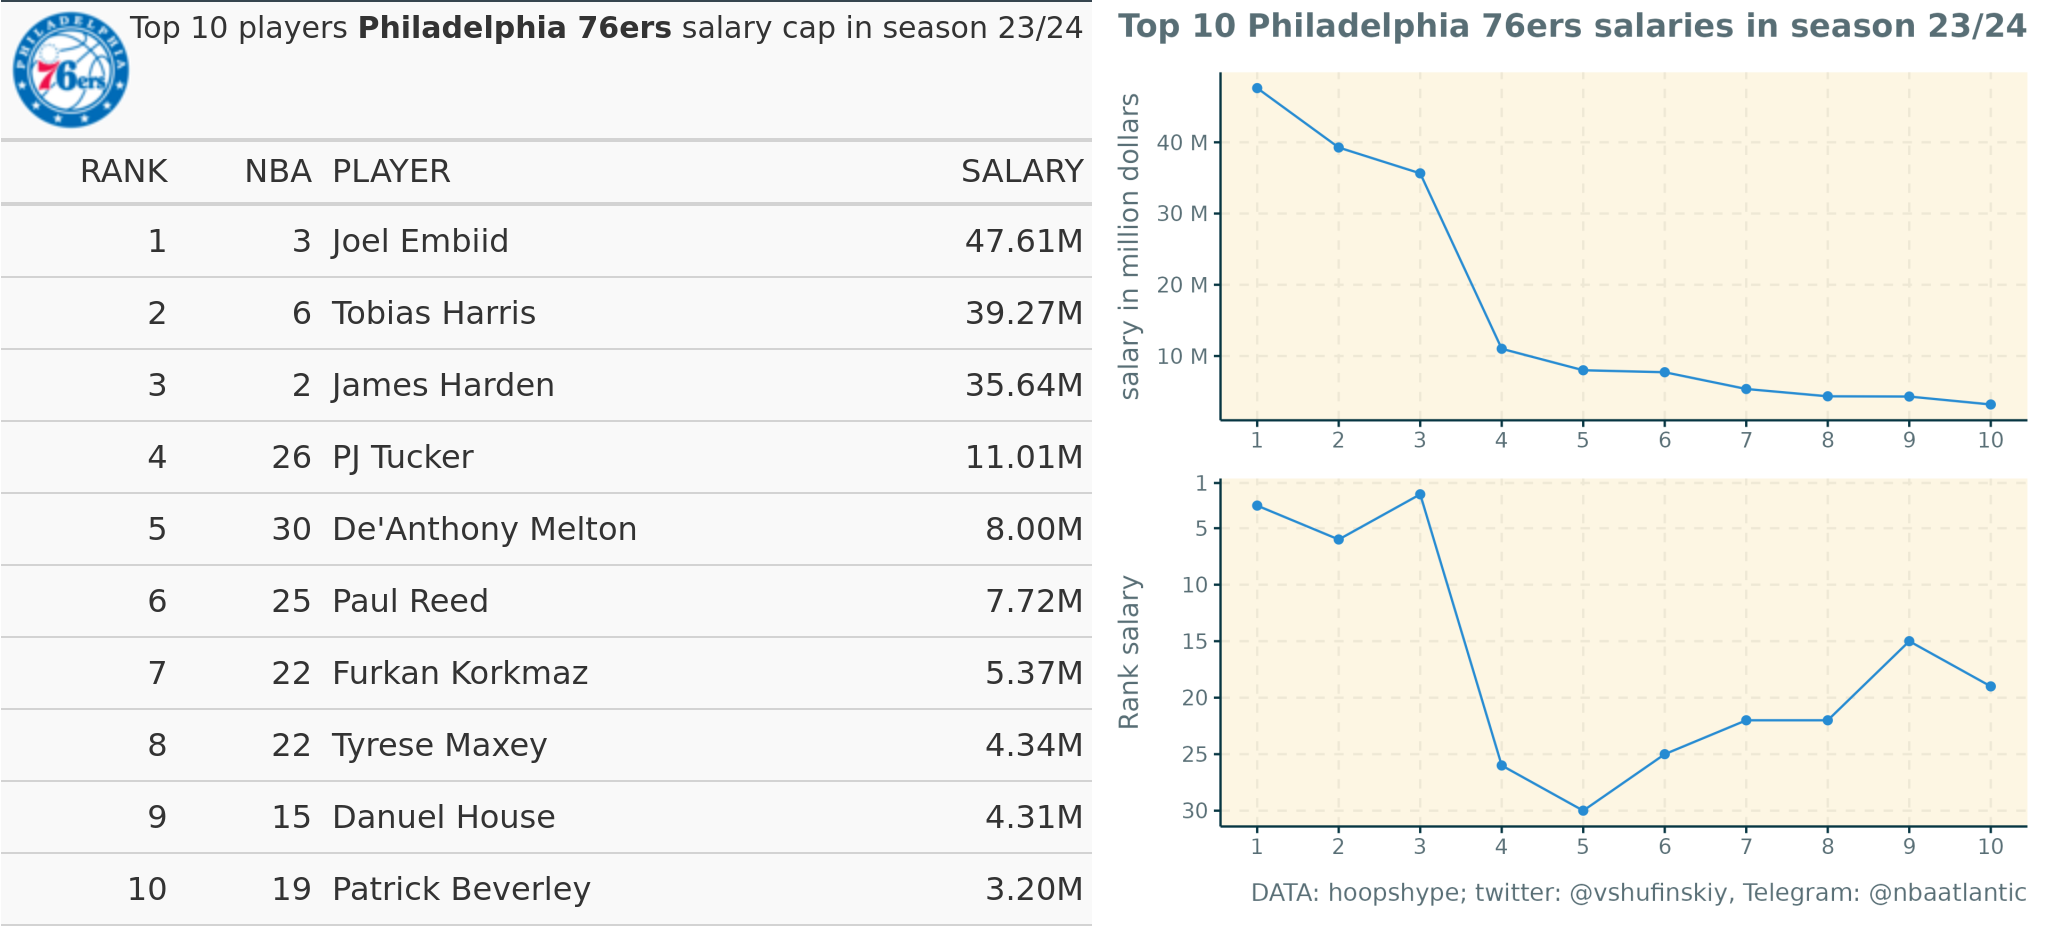 Top 10 players Philadelphia 76ers salary cap in season 23/24
PHILADELPHIA
76ers
RANK NBA PLAYER SALARY
1 3 Joel Embiid 47.61M
2 6 Tobias Harris 39.27M
3 2 James Harden 35.64M
4 26 PJ Tucker 11.01M
5 30 De'Anthony Melton 8.00M
6 25 Paul Reed 7.72M
7 22 Furkan Korkmaz 5.37M
8 22 Tyrese Maxey 4.34M
9 15 Danuel House 4.31M
10 19 Patrick Beverley 3.20M
Top 10 Philadelphia 76ers salaries in season 23/24
salary in million dollars
40 M
30 M
20 M
10 M
1 2 3 4 5 6 7 8 9 10
Rank salary
1
5
10
15
20
25
30
1 2 3 4 5 6 7 8 9 10
DATA: hoopshype; twitter: @vshufinskiy, Telegram: @nbaatlantic